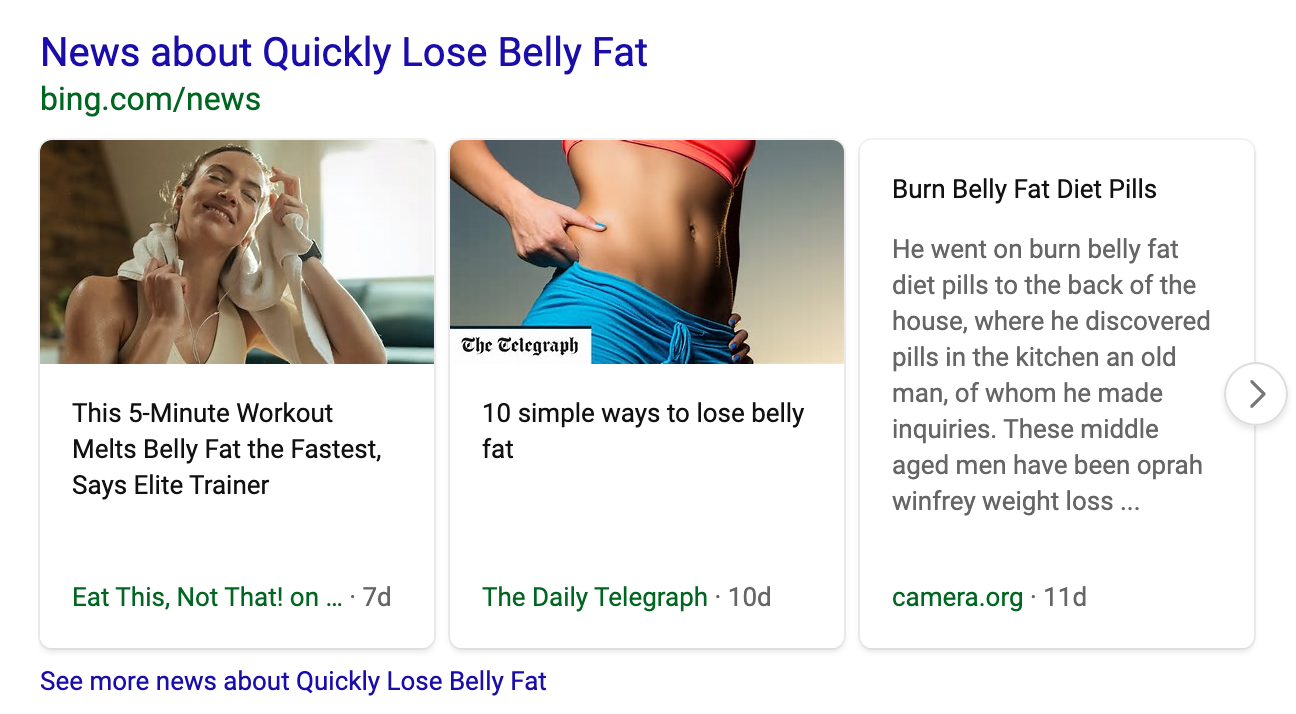 News about Quickly Lose Belly Fat
bing.com/news
The Telegraph
This 5-Minute Workout
Melts Belly Fat the Fastest,
Says Elite Trainer
Eat This, Not That! on ... · 7d
10 simple ways to lose belly
fat
The Daily Telegraph · 10d
Burn Belly Fat Diet Pills
He went on burn belly fat
diet pills to the back of the
house, where he discovered
pills in the kitchen an old
man, of whom he made
inquiries. These middle
aged men have been oprah
winfrey weight loss ...
camera.org · 11d
See more news about Quickly Lose Belly Fat